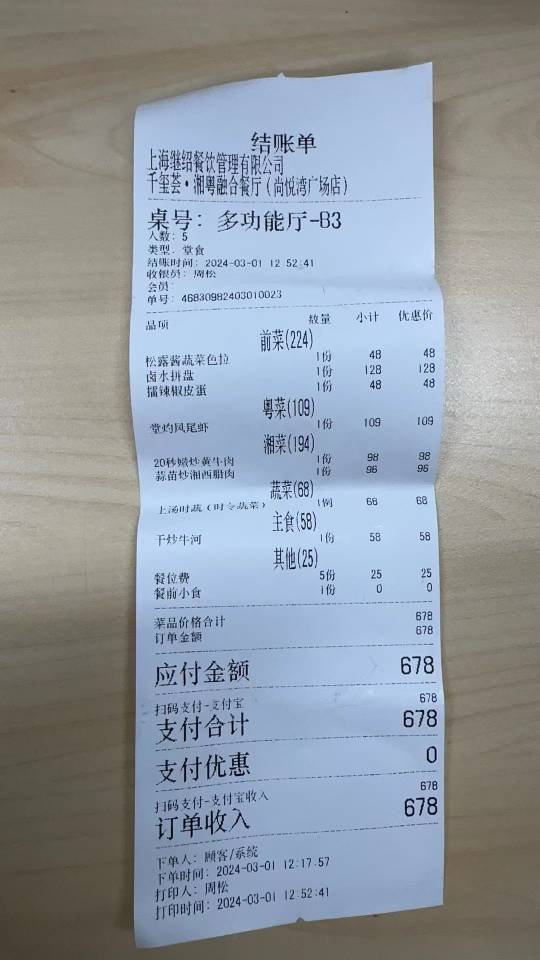 结账单
上海继绍餐饮管理有限公司
千玺荟·湘粤融合餐厅(尚悦湾广场店)
桌号: 多功能厅-B3
人数: 5
类型: 堂食
结账时间: 2024-03-01 12:52:41
收银员: 周松
会员:
单号: 46830982403010023
品项 数量 小计 优惠价
前菜(224)
松露酱蔬菜色拉 1份 48 48
卤水拼盘 1份 128 128
擂辣椒皮蛋 1份 48 48
粤菜(109)
堂灼凤尾虾 1份 109 109
湘菜(194)
20秒嫩炒黄牛肉 1份 98 98
蒜苗炒湘西腊肉 1份 96 96
蔬菜(68)
上汤时蔬(时令蔬菜) 1例 68 68
主食(58)
干炒牛河 1份 58 58
其他(25)
餐位费 5份 25 25
餐前小食 1份 0 0
菜品价格合计 678
订单金额 678
应付金额 678
扫码支付-支付宝 678
支付合计 678
支付优惠 0
扫码支付-支付宝收入 678
订单收入 678
下单人: 顾客/系统
下单时间: 2024-03-01 12:17:57
打印人: 周松
打印时间: 2024-03-01 12:52:41